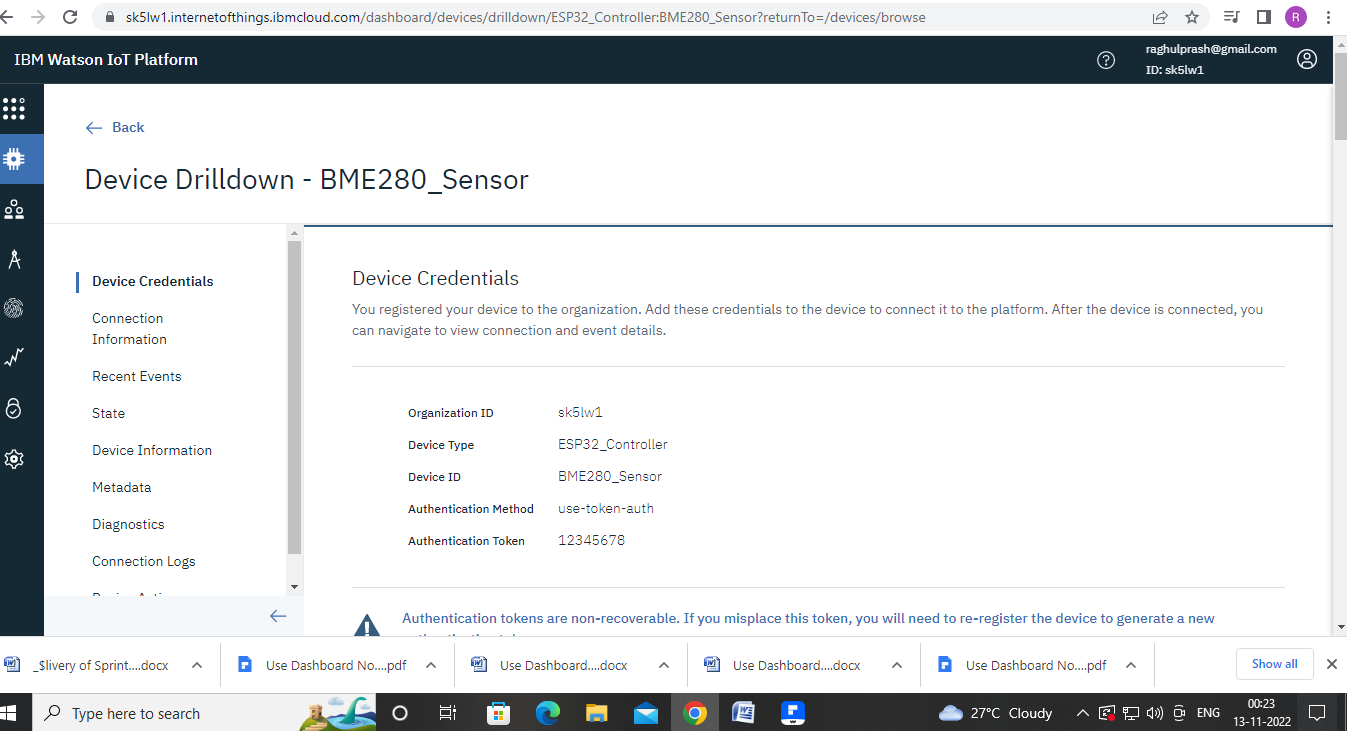 sk5lw1.internetofthings.ibmcloud.com/dashboard/devices/drilldown/ESP32_Controller:BME280_Sensor?returnTo=/devices/browse
R
IBM Watson IoT Platform
raghulprash@gmail.com
ID: sk5lw1
Back
Device Drilldown - BME280_Sensor
Device Credentials
Connection
Information
Recent Events
State
Device Information
Metadata
Diagnostics
Connection Logs
Device Credentials
You registered your device to the organization. Add these credentials to the device to connect it to the platform. After the device is connected, you
can navigate to view connection and event details.
Organization ID sk5lw1
Device Type ESP32_Controller
Device ID BME280_Sensor
Authentication Method use-token-auth
Authentication Token 12345678
Authentication tokens are non-recoverable. If you misplace this token, you will need to re-register the device to generate a new
_$livery of Sprint....docx
Use Dashboard No....pdf
Use Dashboard....docx
Use Dashboard....docx
Use Dashboard No....pdf
Show all
Type here to search
27°C Cloudy
ENG
00:23
13-11-2022